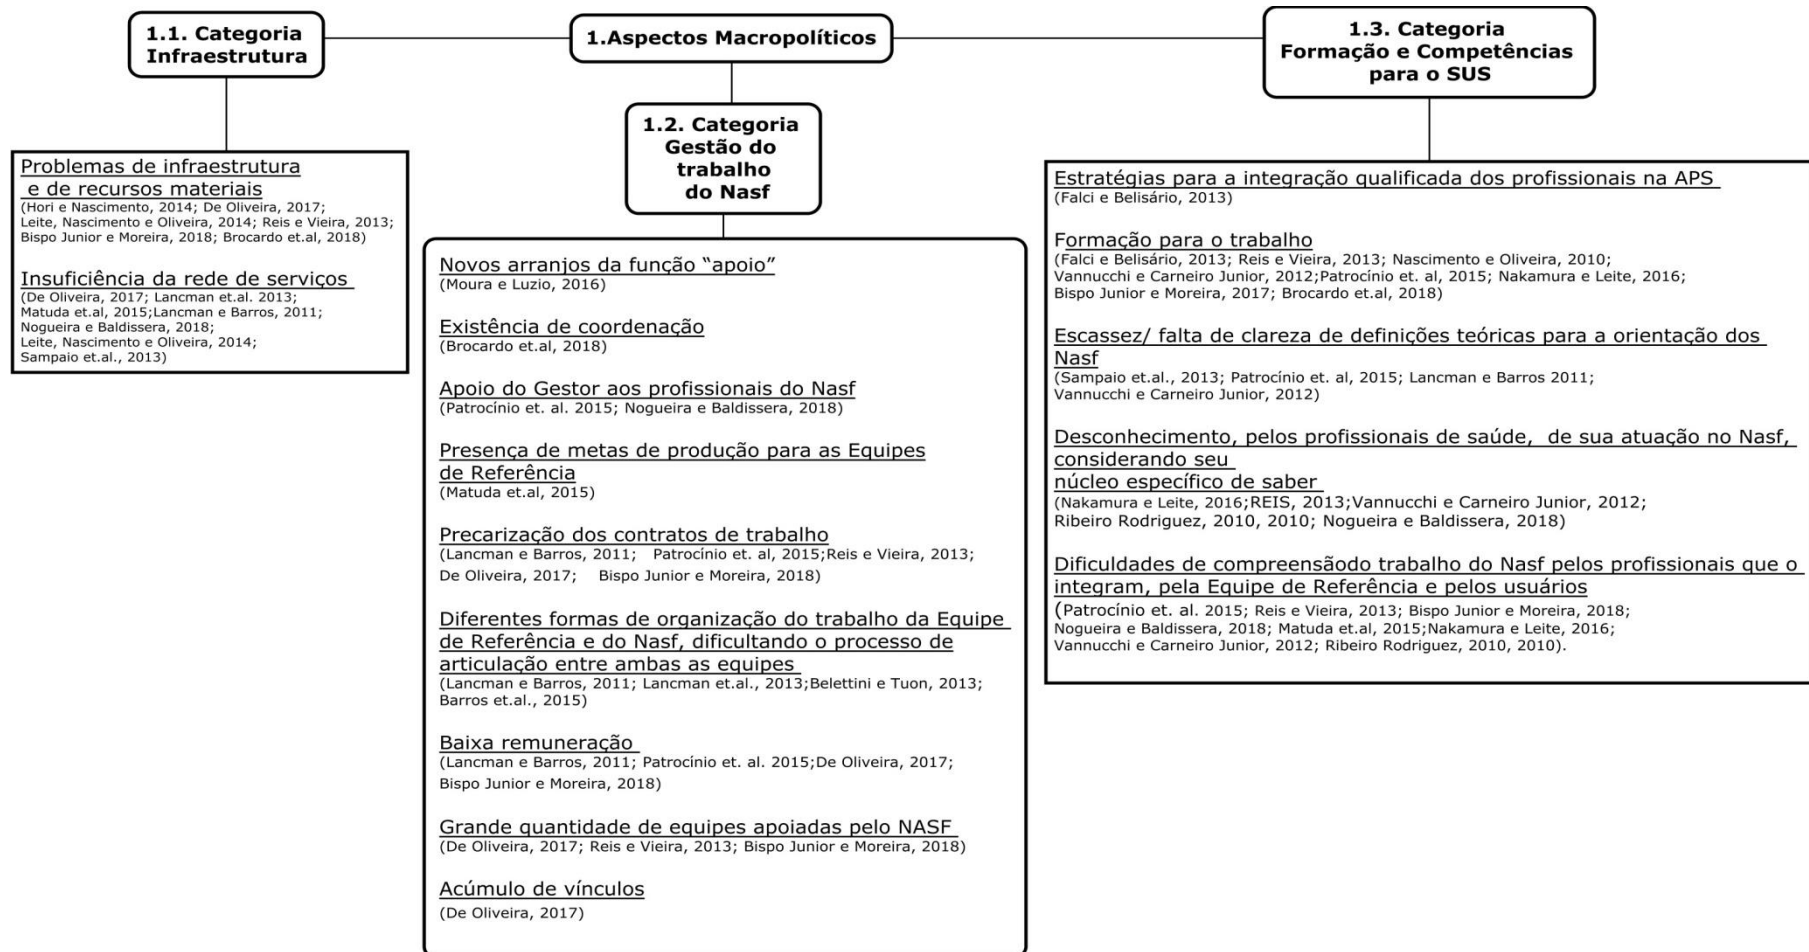 1.1. Categoria
Infraestrutura
1.Aspectos Macropolíticos
1.3. Categoria
Formação e Competências
para o SUS
1.2. Categoria
Gestão do
trabalho
do Nasf
Problemas de infraestrutura
e de recursos materiais
(Hori e Nascimento, 2014; De Oliveira, 2017;
Leite, Nascimento e Oliveira, 2014; Reis e Vieira, 2013;
Bispo Junior e Moreira, 2018; Brocardo et.al, 2018)
Insuficiência da rede de serviços
(De Oliveira, 2017; Lancman et.al. 2013;
Matuda et.al, 2015;Lancman e Barros, 2011;
Nogueira e Baldissera, 2018;
Leite, Nascimento e Oliveira, 2014;
Sampaio et.al., 2013)
Novos arranjos da função “apoio”
(Moura e Luzio, 2016)
Existência de coordenação
(Brocardo et.al, 2018)
Apoio do Gestor aos profissionais do Nasf
(Patrocínio et. al. 2015; Nogueira e Baldissera, 2018)
Presença de metas de produção para as Equipes
de Referência
(Matuda et.al, 2015)
Precarização dos contratos de trabalho
(Lancman e Barros, 2011; Patrocínio et. al, 2015;Reis e Vieira, 2013;
De Oliveira, 2017; Bispo Junior e Moreira, 2018)
Diferentes formas de organização do trabalho da Equipe
de Referência e do Nasf, dificultando o processo de
articulação entre ambas as equipes
(Lancman e Barros, 2011; Lancman et.al., 2013;Belettini e Tuon, 2013;
Barros et.al., 2015)
Baixa remuneração
(Lancman e Barros, 2011; Patrocínio et. al. 2015;De Oliveira, 2017;
Bispo Junior e Moreira, 2018)
Grande quantidade de equipes apoiadas pelo NASF
(De Oliveira, 2017; Reis e Vieira, 2013; Bispo Junior e Moreira, 2018)
Acúmulo de vínculos
(De Oliveira, 2017)
Estratégias para a integração qualificada dos profissionais na APS
(Falci e Belisário, 2013)
Formação para o trabalho
(Falci e Belisário, 2013; Reis e Vieira, 2013; Nascimento e Oliveira, 2010;
Vannucchi e Carneiro Junior, 2012;Patrocínio et. al, 2015; Nakamura e Leite, 2016;
Bispo Junior e Moreira, 2017; Brocardo et.al, 2018)
Escassez/ falta de clareza de definições teóricas para a orientação dos
Nasf
(Sampaio et.al., 2013; Patrocínio et. al, 2015; Lancman e Barros 2011;
Vannucchi e Carneiro Junior, 2012)
Desconhecimento, pelos profissionais de saúde, de sua atuação no Nasf,
considerando seu
núcleo específico de saber
(Nakamura e Leite, 2016;REIS, 2013;Vannucchi e Carneiro Junior, 2012;
Ribeiro Rodriguez, 2010, 2010; Nogueira e Baldissera, 2018)
Dificuldades de compreensãodo trabalho do Nasf pelos profissionais que o
integram, pela Equipe de Referência e pelos usuários
(Patrocínio et. al. 2015; Reis e Vieira, 2013; Bispo Junior e Moreira, 2018;
Nogueira e Baldissera, 2018; Matuda et.al, 2015;Nakamura e Leite, 2016;
Vannucchi e Carneiro Junior, 2012; Ribeiro Rodriguez, 2010, 2010).